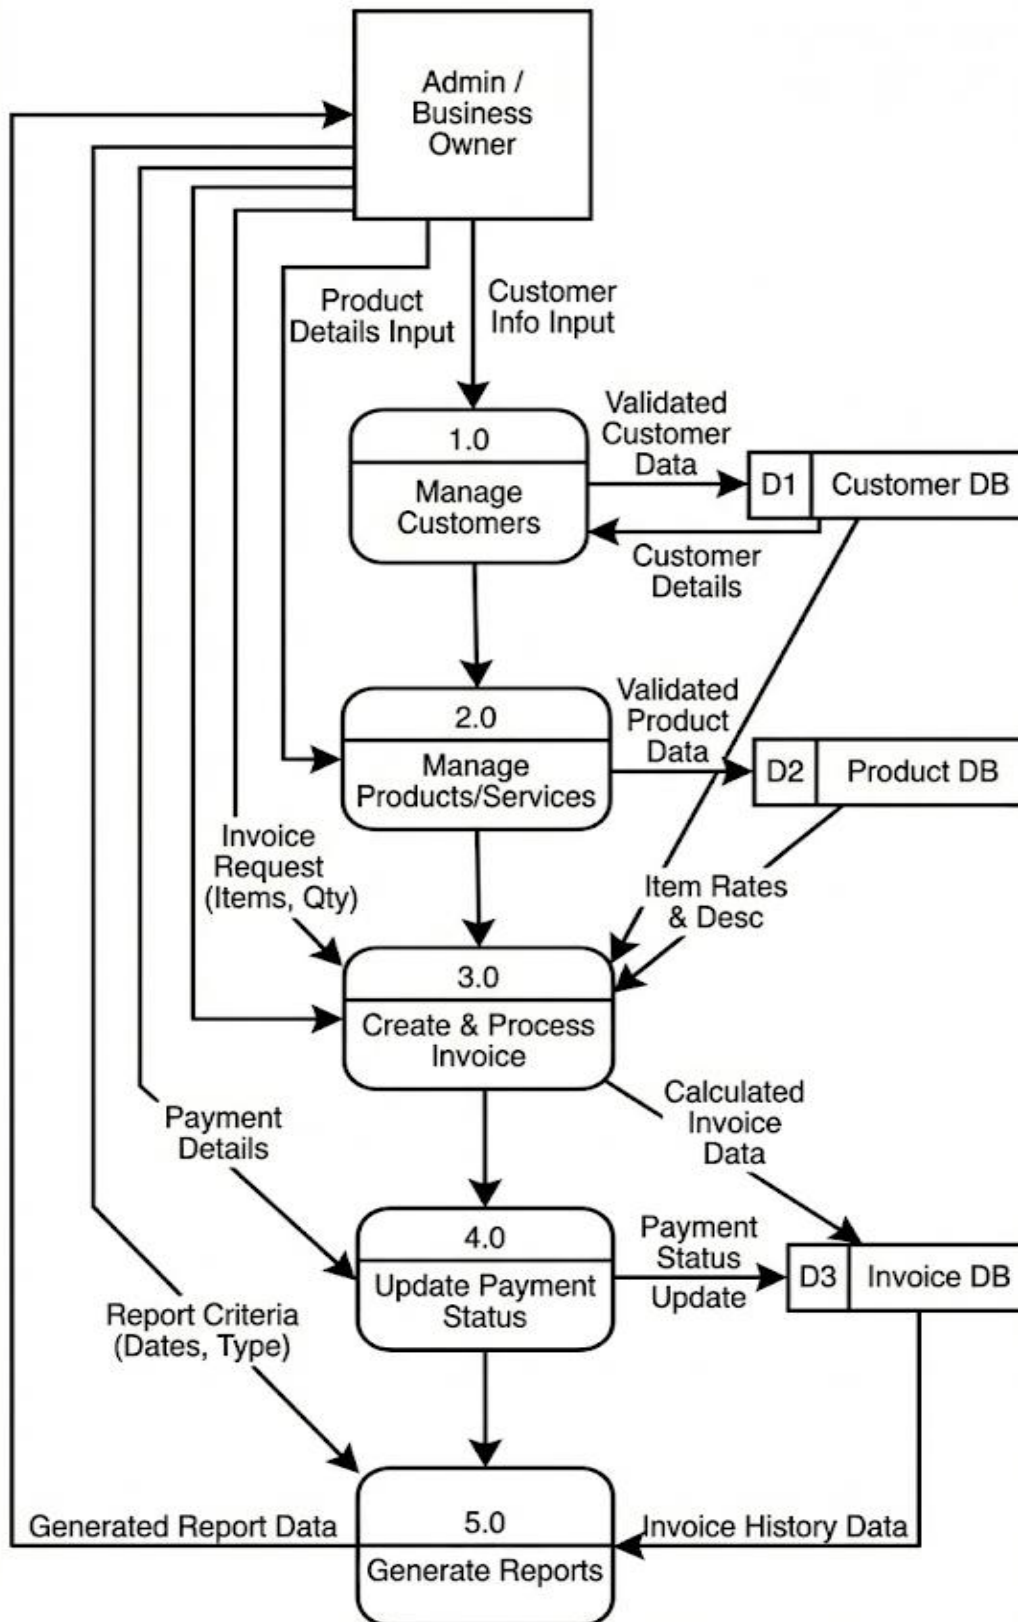 Admin /
Business
Owner
Product
Details Input
Customer
Info Input
1.0
Manage
Customers
Validated
Customer
Data
D1
Customer DB
Customer
Details
2.0
Manage
Products/Services
Validated
Product
Data
D2
Product DB
Invoice
Request
(Items, Qty)
Item Rates
& Desc
3.0
Create & Process
Invoice
Calculated
Invoice
Data
Payment
Details
4.0
Update Payment
Status
Payment
Status
Update
D3
Invoice DB
Report Criteria
(Dates, Type)
Generated Report Data
5.0
Generate Reports
Invoice History Data